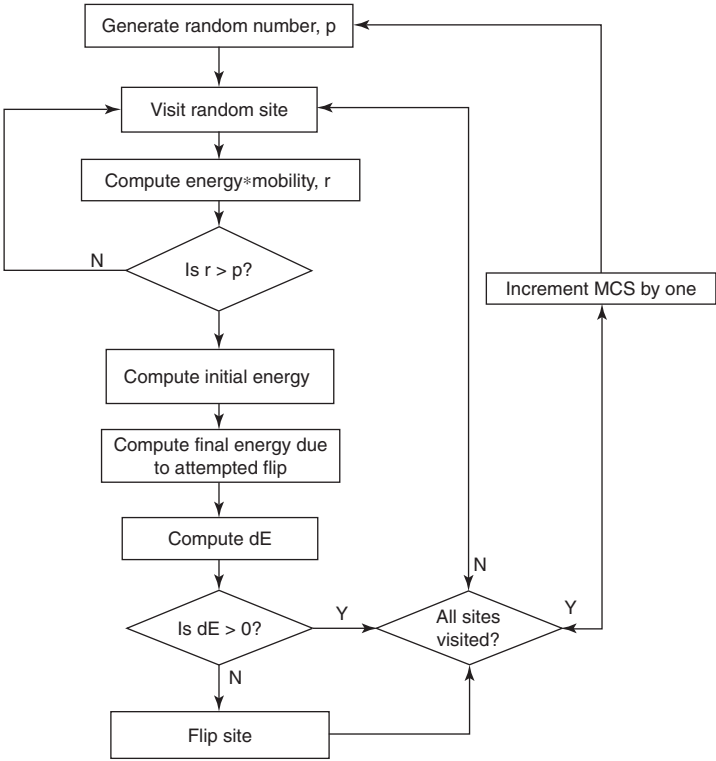 Generate random number, p
Visit random site
Compute energy*mobility, r
N
Is r > p?
Increment MCS by one
Compute initial energy
Compute final energy due
to attempted flip
Compute dE
N
Is dE > 0?
Y
All sites
visited?
Y
N
Flip site